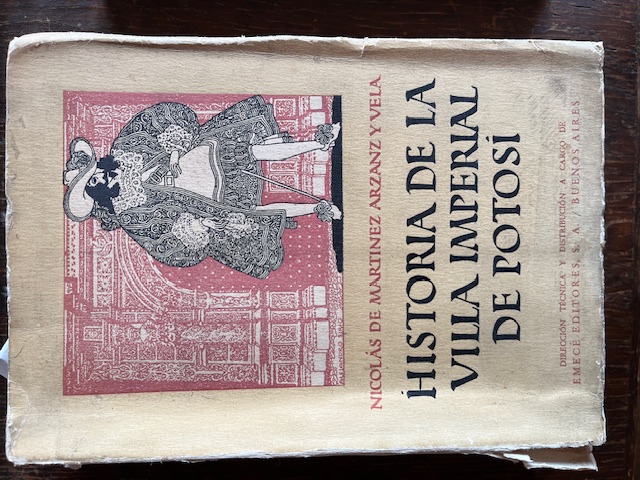 NICOLÁS DE MARTINEZ ARZANZ Y VELA
HISTORIA DE LA
VILLA IMPERIAL
DE POTOSÍ
DIRECCIÓN TÉCNICA Y DISTRIBUCIÓN A CARGO DE
EMECÉ EDITORES, S. A. // BUENOS AIRES